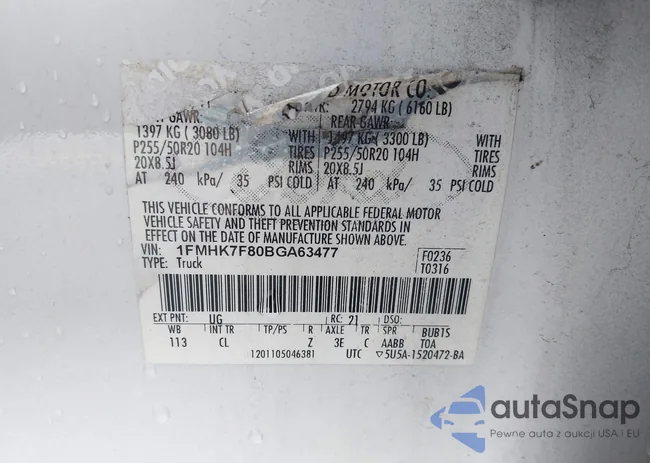 D MOTOR CO.
2794 KG ( 6160 LB)
GAWR: REAR GAWR:
1397 KG ( 3080 LB) WITH 1497 KG ( 3300 LB) WITH
P255/50R20 104H TIRES P255/50R20 104H TIRES
20X8.5J RIMS 20X8.5J RIMS
AT 240 kPa/ 35 PSI COLD AT 240 kPa/ 35 PSI COLD
THIS VEHICLE CONFORMS TO ALL APPLICABLE FEDERAL MOTOR
VEHICLE SAFETY AND THEFT PREVENTION STANDARDS IN
EFFECT ON THE DATE OF MANUFACTURE SHOWN ABOVE.
VIN: 1FMHK7F80BGA63477 F0236
TYPE: Truck T0316
EXT PNT: UG RC: 21 DSO:
WB INT TR TP/PS R AXLE TR SPR BUBTS
113 CL Z 3E C AABB TOA
1201105046381 UTC ▽5U5A-1520472-BA
autoSnap
Pewne auta z aukcji USA i EU